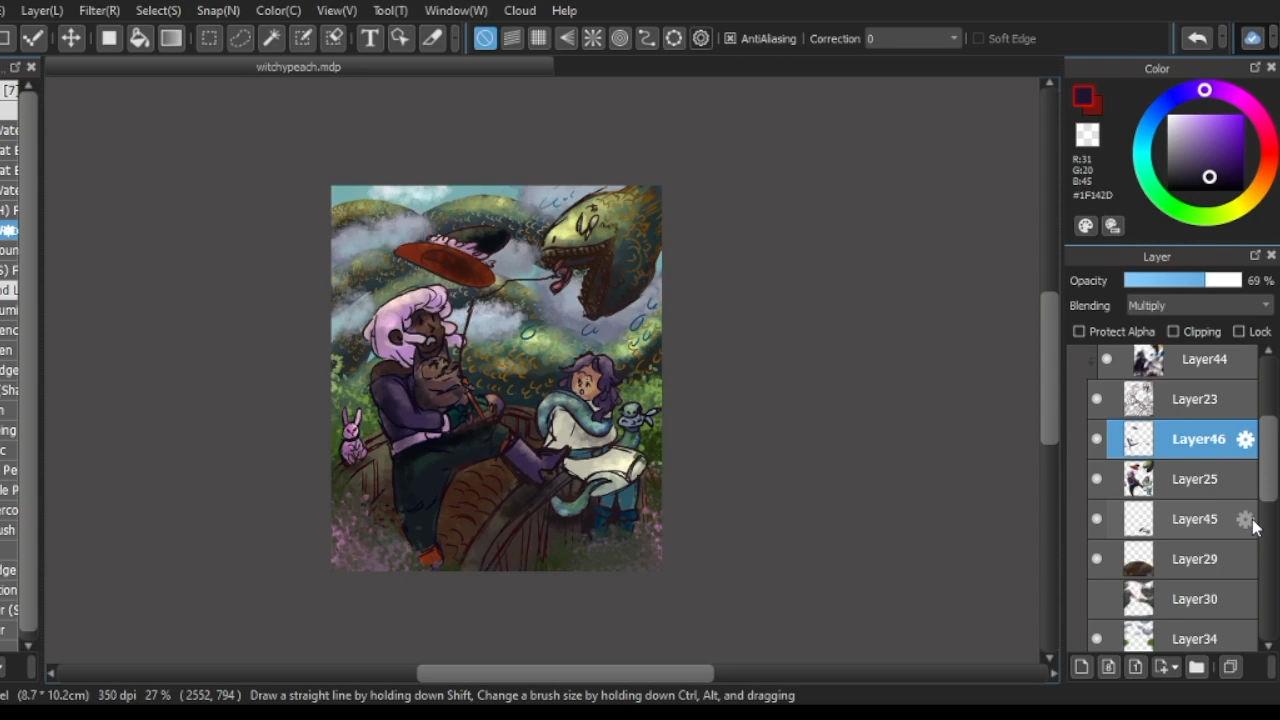 Layer(L) Filter(R) Select(S) Snap(N) Color(C) View(V) Tool(T) Window(W) Cloud Help
AntiAliasing Correction 0 Soft Edge
witchypeach.mdp
Color
R:31
G:20
B:45
#1F142D
Layer
Opacity 69 %
Blending Multiply
Protect Alpha Clipping Lock
Layer44
Layer23
Layer46
Layer25
Layer45
Layer29
Layer30
Layer34
(8.7 * 10.2cm) 350 dpi 27 % ( 2552, 794 ) Draw a straight line by holding down Shift, Change a brush size by holding down Ctrl, Alt, and dragging